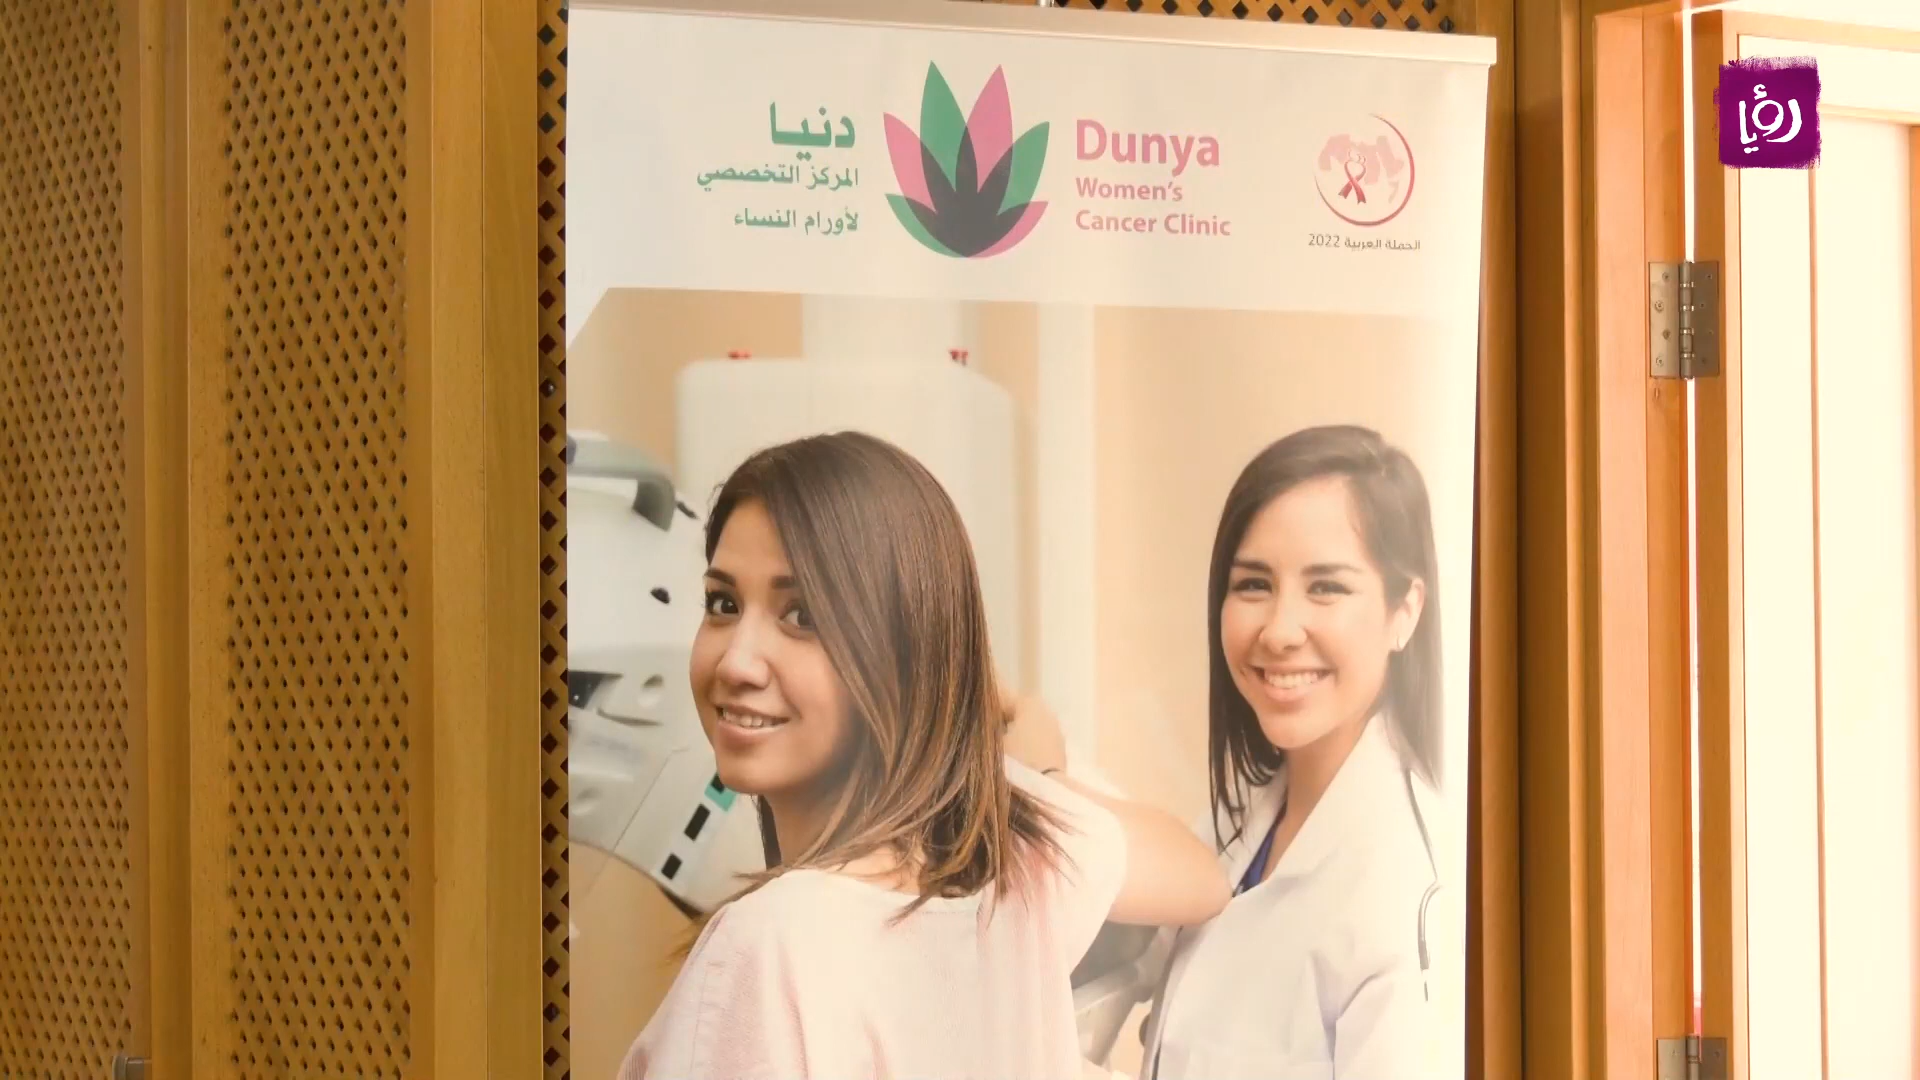 دنيا
المركز التخصصي
لأورام النساء
Dunya
Women's
Cancer Clinic
الحملة العربية 2022
رؤيا